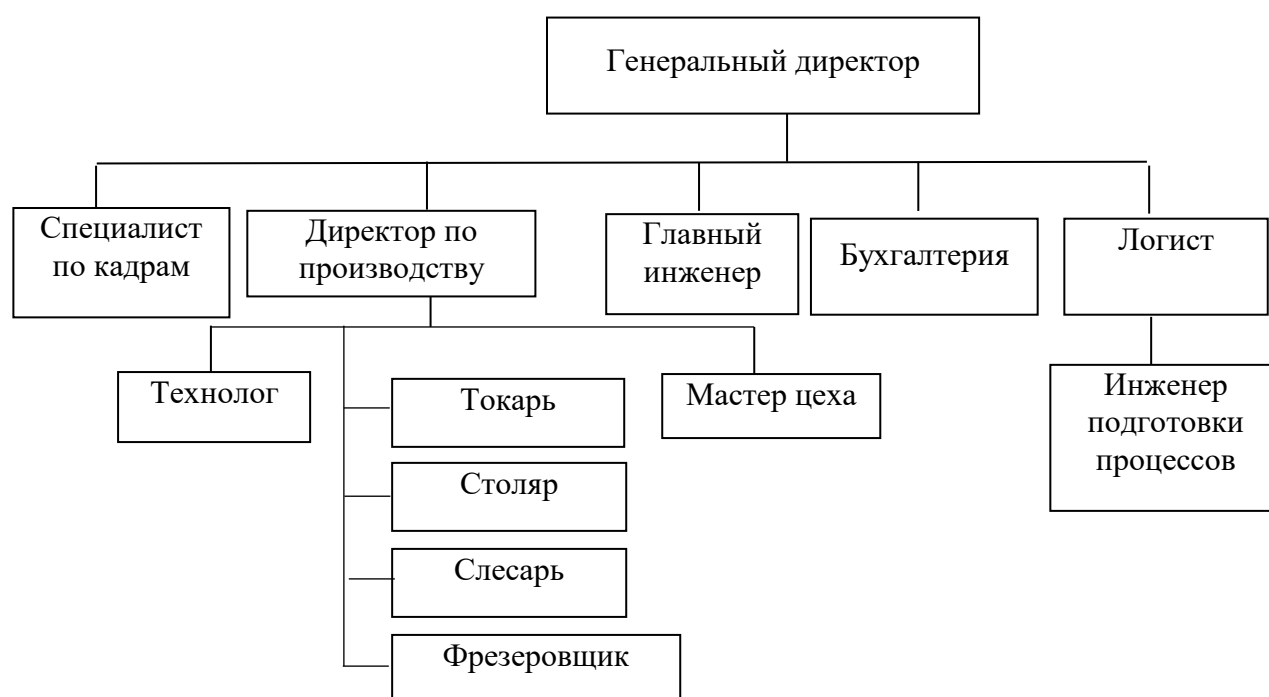 Генеральный директор
Специалист
по кадрам
Директор по
производству
Главный
инженер
Бухгалтерия
Логист
Технолог
Токарь
Мастер цеха
Инженер
подготовки
процессов
Столяр
Слесарь
Фрезеровщик